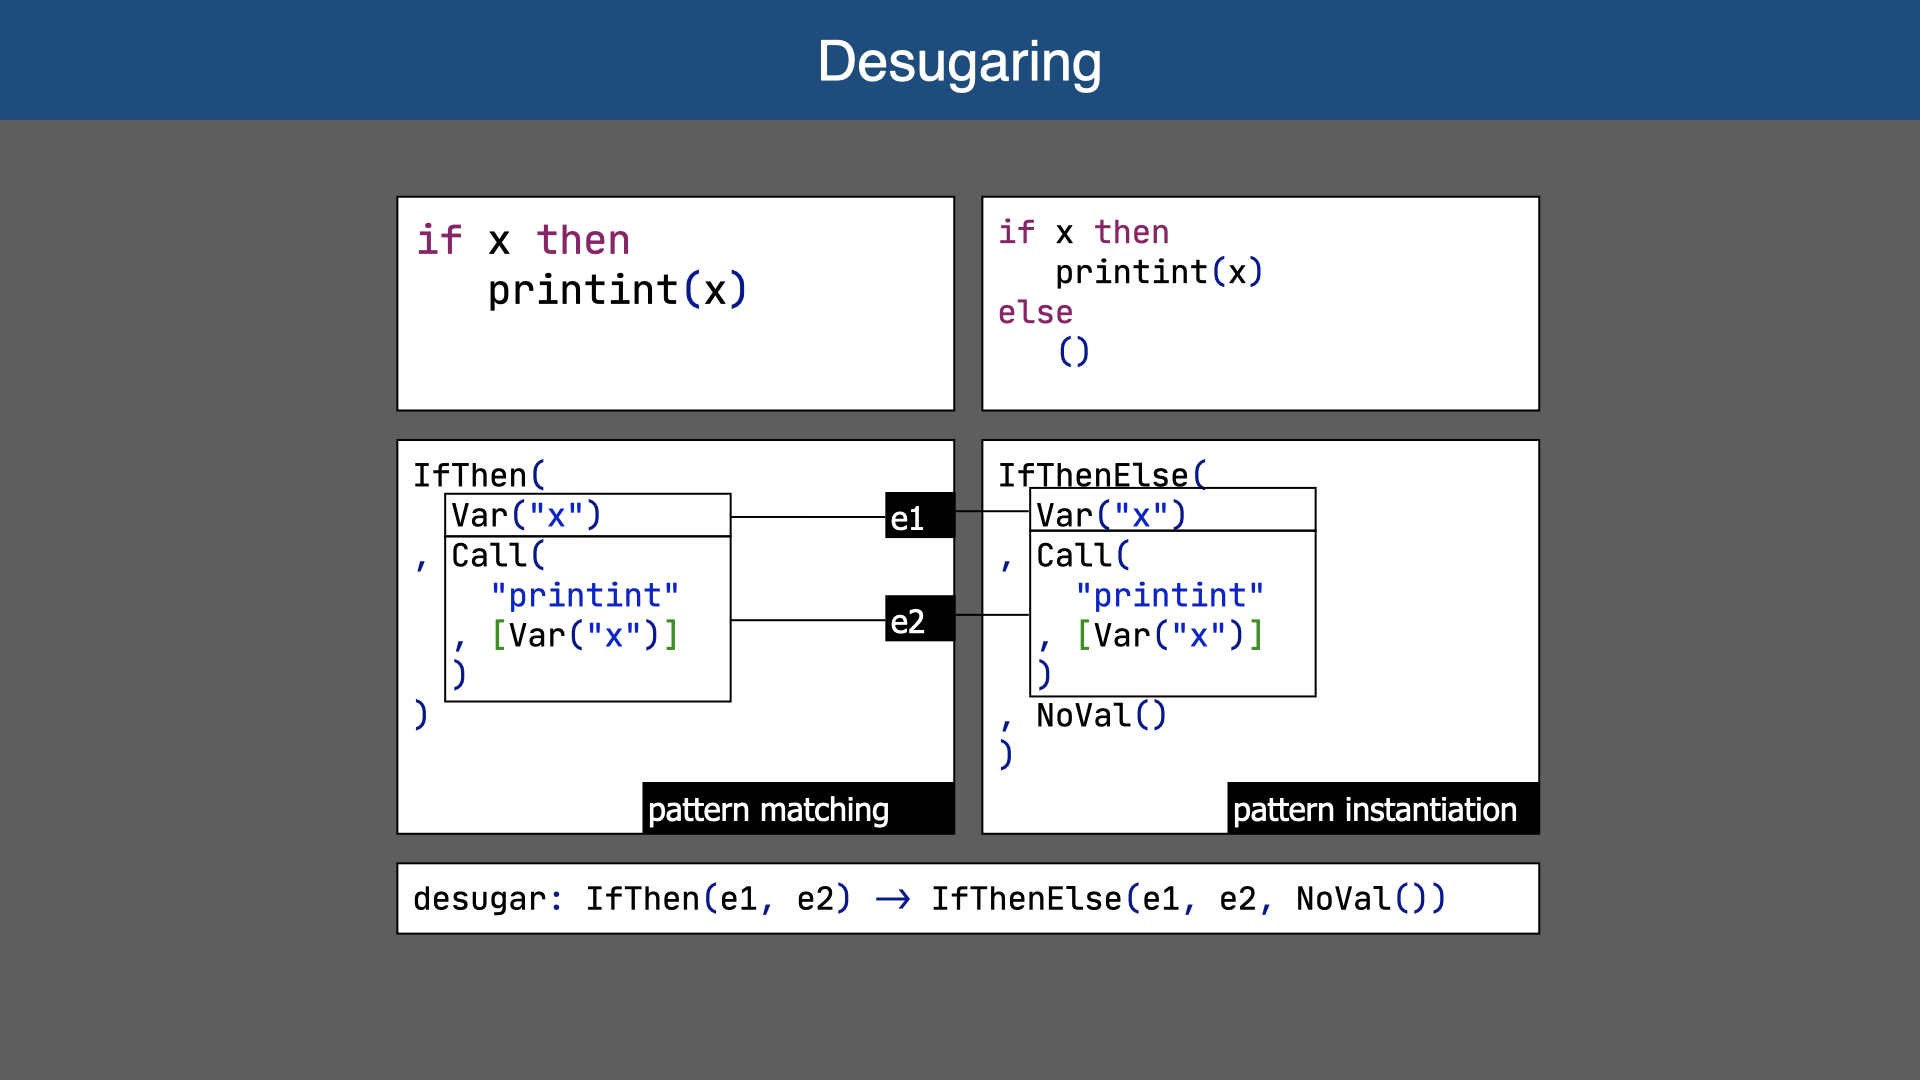 Desugaring
if x then
printint(x)
if x then
printint(x)
else
()
IfThen(
Var("x")
, Call(
"printint"
, [Var("x")]
)
)
e1
e2
pattern matching
IfThenElse(
Var("x")
, Call(
"printint"
, [Var("x")]
)
, NoVal()
)
pattern instantiation
desugar: IfThen(e1, e2) → IfThenElse(e1, e2, NoVal())